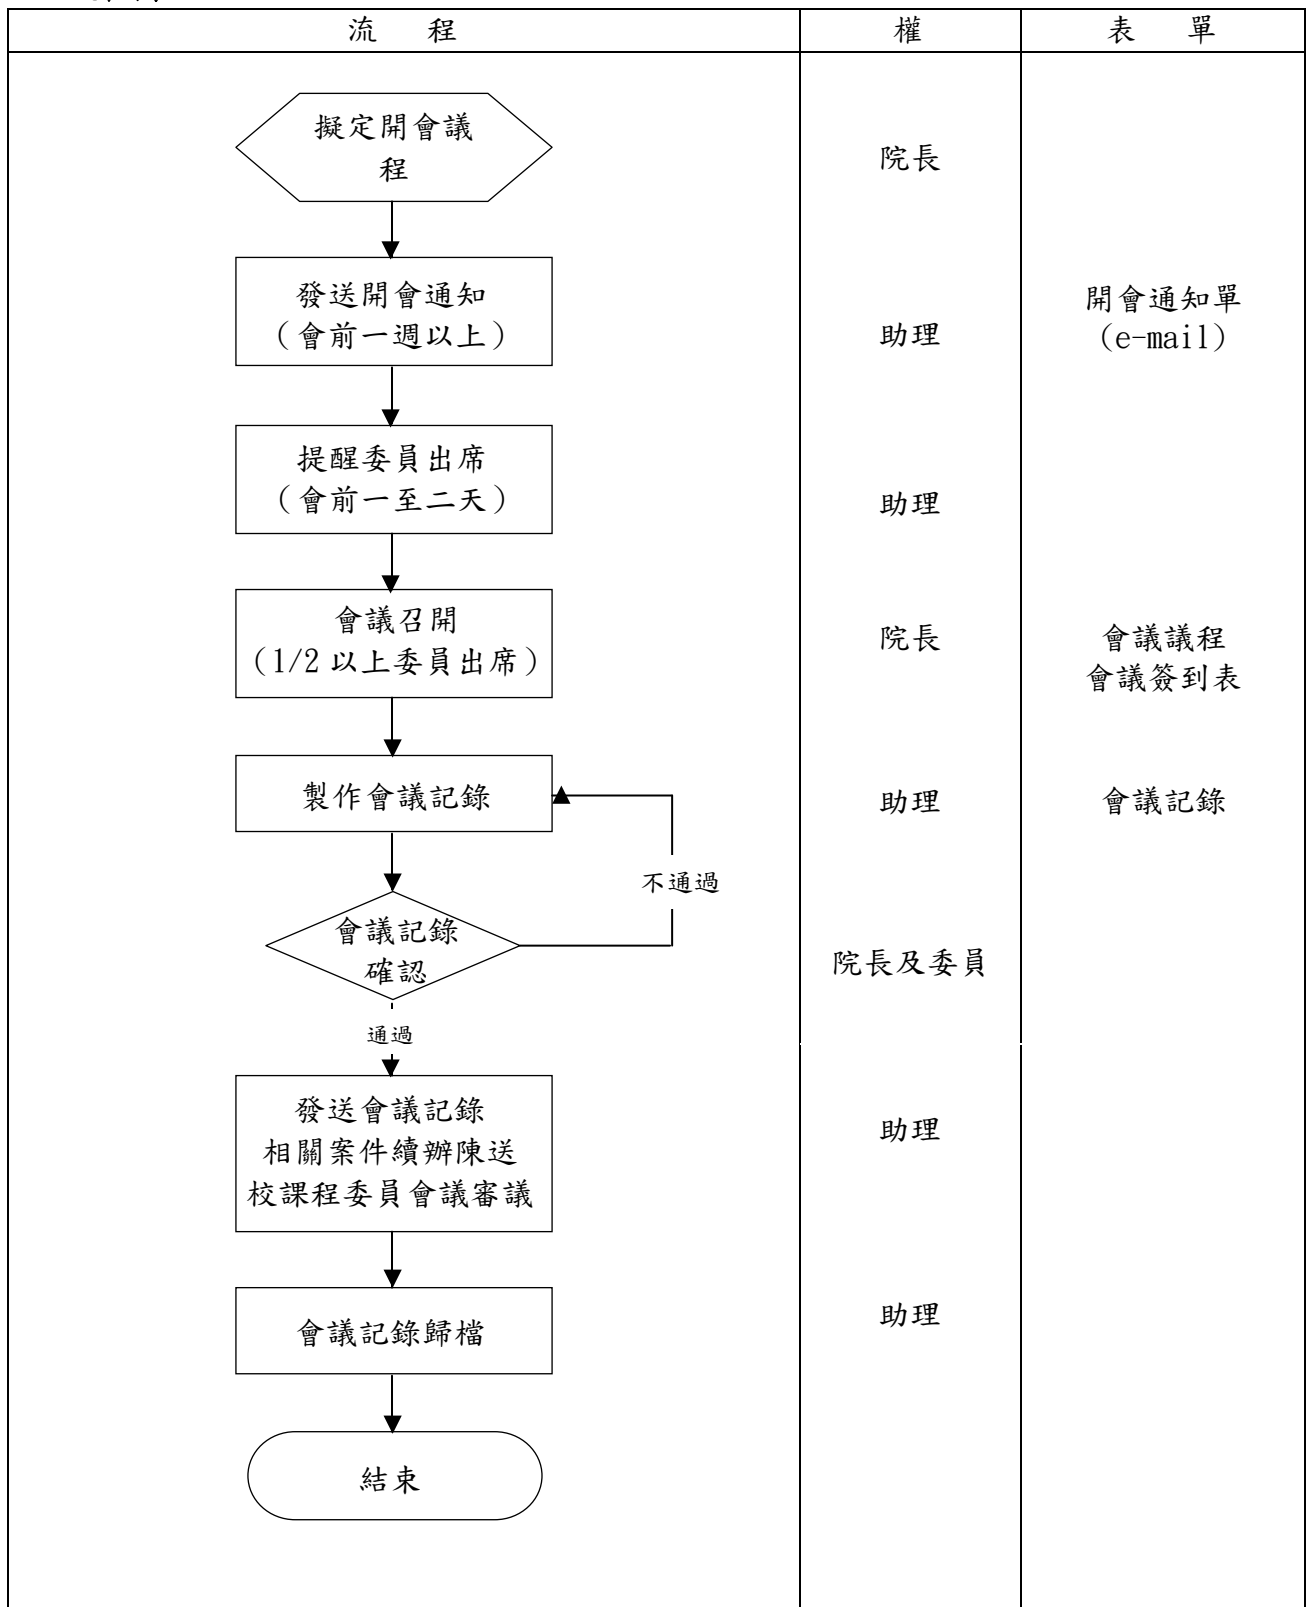 流 程
權
表 單
擬定開會議
程
院長
發送開會通知
(會前一週以上)
助理
開會通知單
(e-mail)
提醒委員出席
(會前一至二天)
助理
會議召開
(1/2 以上委員出席)
院長
會議議程
會議簽到表
製作會議記錄
助理
會議記錄
不通過
會議記錄
確認
院長及委員
通過
發送會議記錄
相關案件續辦陳送
校課程委員會議審議
助理
會議記錄歸檔
助理
結束